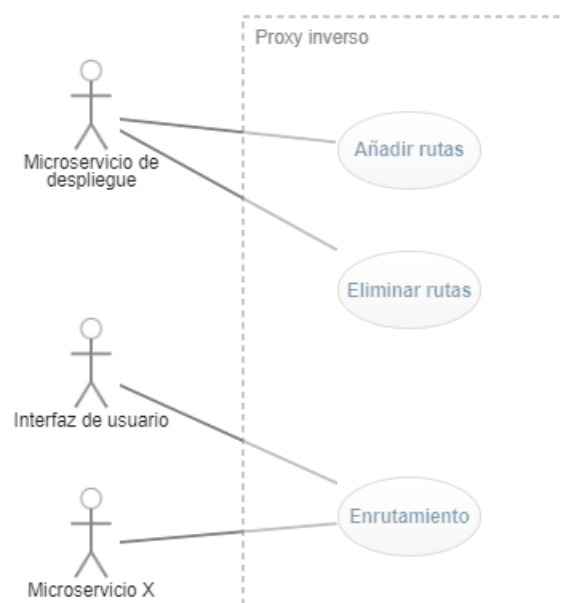 Proxy inverso
Microservicio de
despliegue
Añadir rutas
Eliminar rutas
Interfaz de usuario
Enrutamiento
Microservicio X